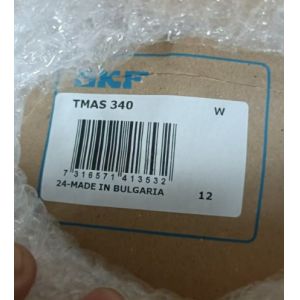 SKF
TMAS 340
W
7 316571 413532
24-MADE IN BULGARIA
12